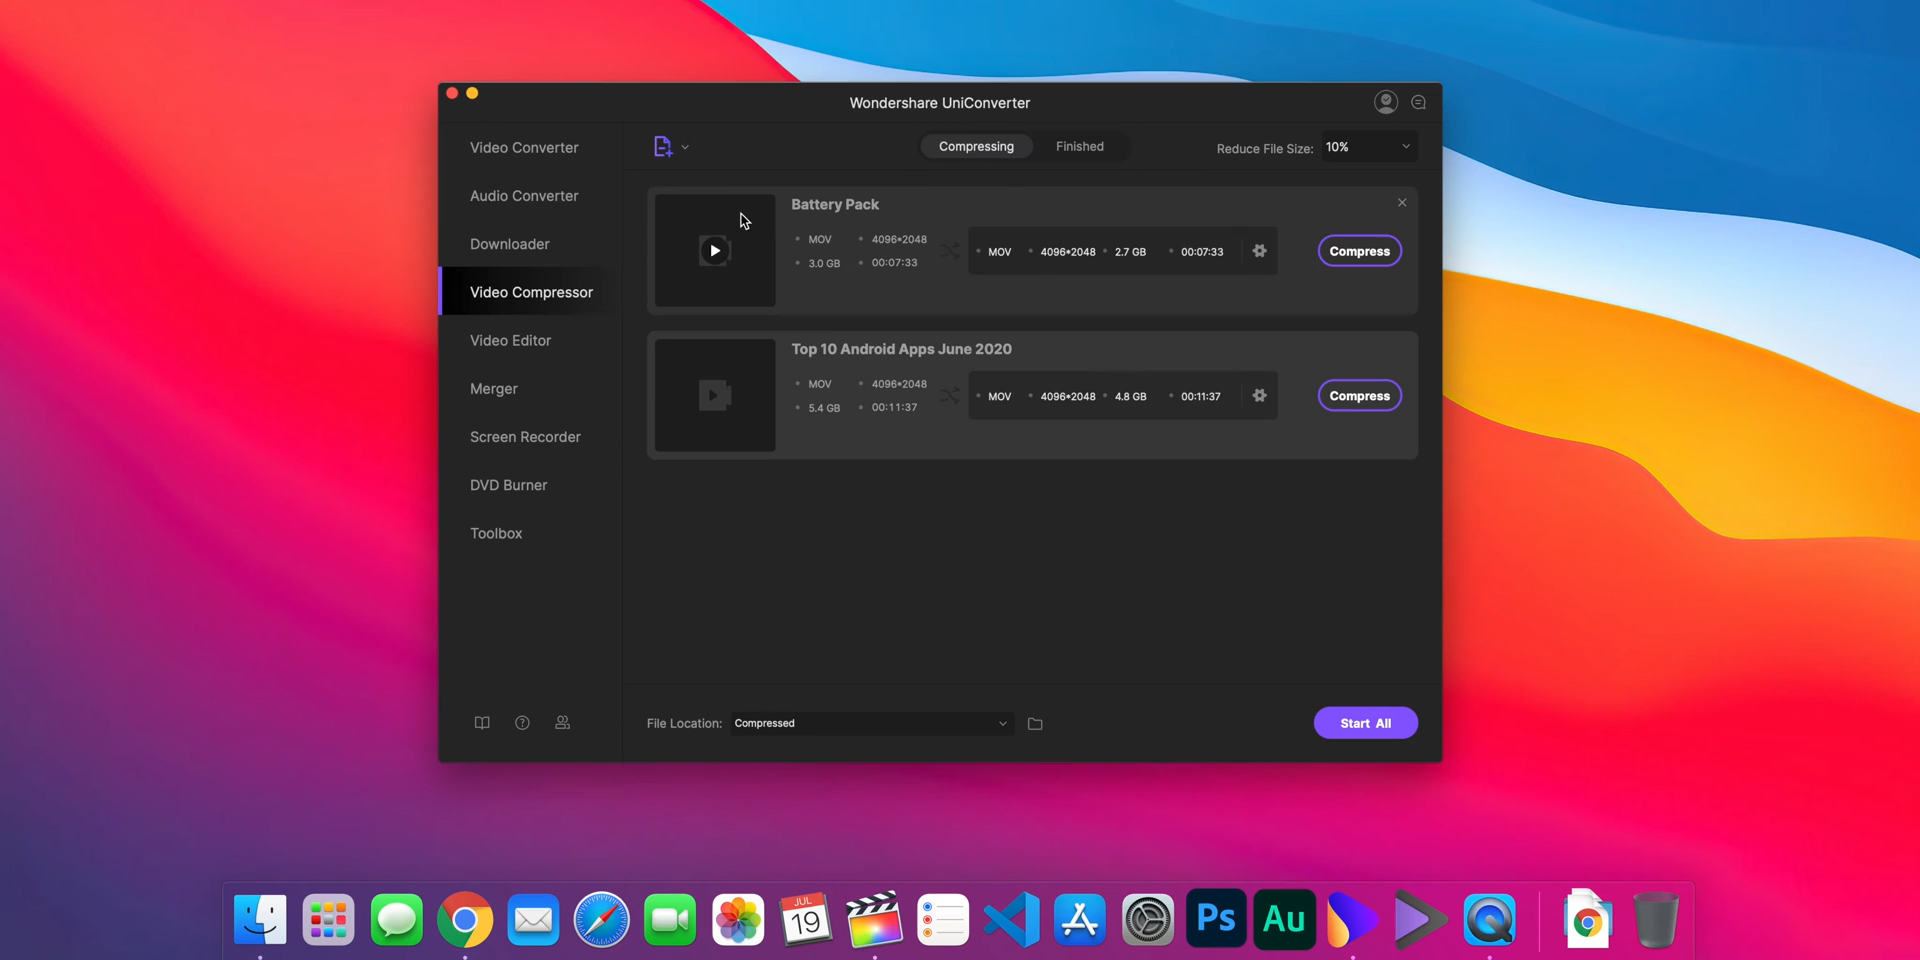 Wondershare UniConverter
Video Converter
Audio Converter
Downloader
Video Compressor
Video Editor
Merger
Screen Recorder
DVD Burner
Toolbox
Compressing Finished
Reduce File Size: 10%
Battery Pack
MOV 4096*2048
3.0 GB 00:07:33
MOV 4096*2048 2.7 GB 00:07:33
Compress
Top 10 Android Apps June 2020
MOV 4096*2048
5.4 GB 00:11:37
MOV 4096*2048 4.8 GB 00:11:37
Compress
File Location: Compressed
Start All
JUL
19
Ps
Au